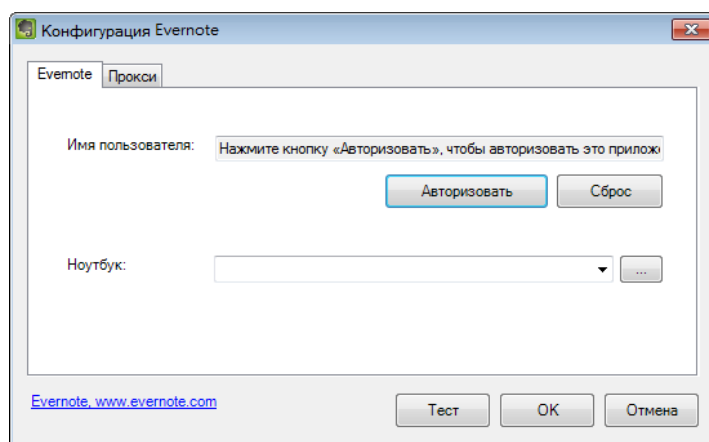 Конфигурация Evernote
Evernote Прокси
Имя пользователя: Нажмите кнопку «Авторизовать», чтобы авторизовать это прилож
Авторизовать Сброс
Ноутбук: ...
Evernote, www.evernote.com Тест OK Отмена